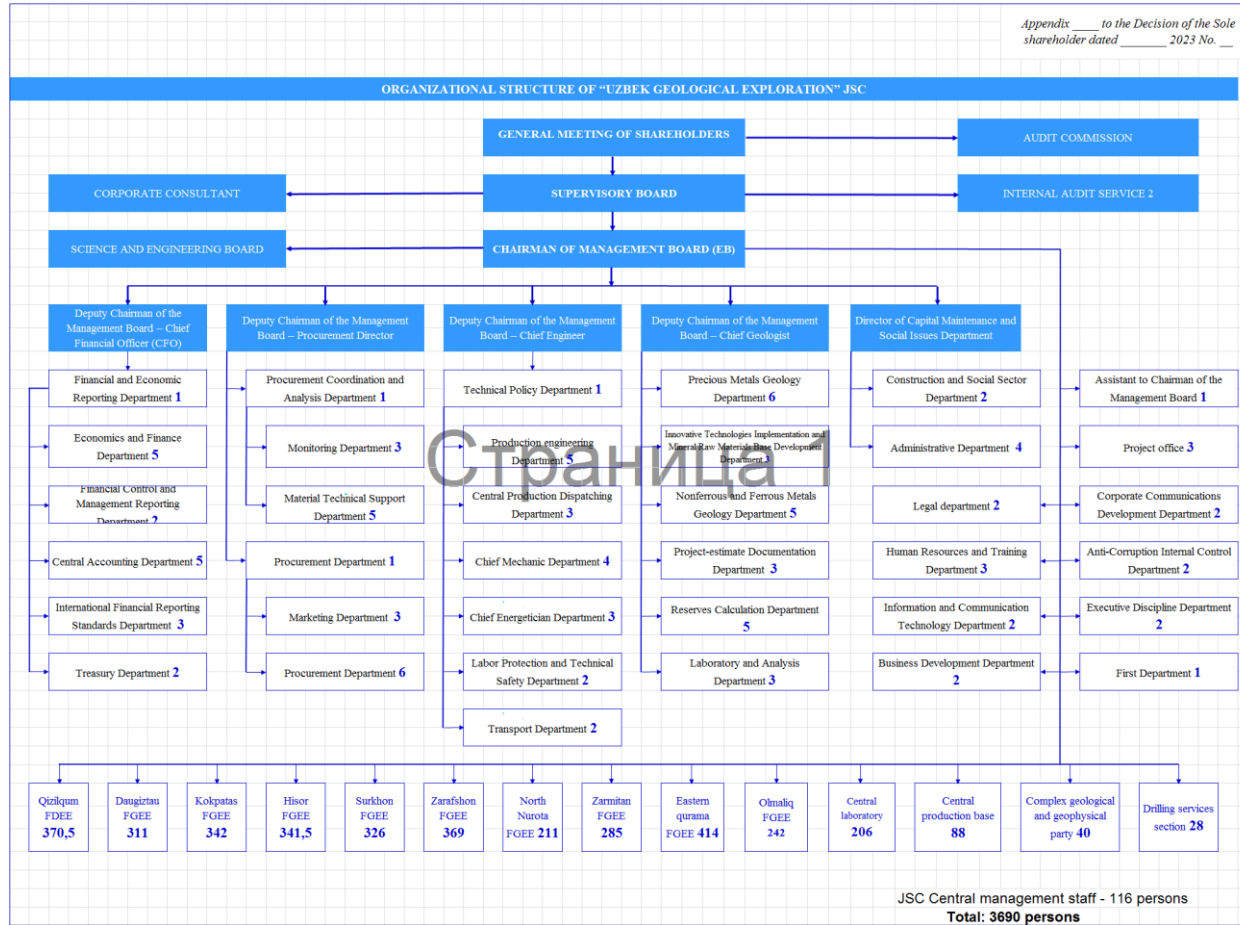 Appendix ____ to the Decision of the Sole
shareholder dated _______ 2023 No. __
ORGANIZATIONAL STRUCTURE OF “UZBEK GEOLOGICAL EXPLORATION” JSC
GENERAL MEETING OF SHAREHOLDERS
AUDIT COMMISSION
CORPORATE CONSULTANT
SUPERVISORY BOARD
INTERNAL AUDIT SERVICE 2
SCIENCE AND ENGINEERING BOARD
CHAIRMAN OF MANAGEMENT BOARD (EB)
Deputy Chairman of the
Management Board – Chief
Financial Officer (CFO)
Deputy Chairman of the Management
Board – Procurement Director
Deputy Chairman of the Management
Board – Chief Engineer
Deputy Chairman of the Management
Board – Chief Geologist
Director of Capital Maintenance and
Social Issues Department
Financial and Economic
Reporting Department 1
Procurement Coordination and
Analysis Department 1
Technical Policy Department 1
Precious Metals Geology
Department 6
Construction and Social Sector
Department 2
Assistant to Chairman of the
Management Board 1
Economics and Finance
Department 5
Monitoring Department 3
Production engineering
Department 5
Innovative Technologies Implementation and
Mineral Raw Materials Base Development
Department 3
Administrative Department 4
Project office 3
Страница 1
Financial Control and
Management Reporting
Department 2
Material Technical Support
Department 5
Central Production Dispatching
Department 3
Nonferrous and Ferrous Metals
Geology Department 5
Legal department 2
Corporate Communications
Development Department 2
Central Accounting Department 5
Procurement Department 1
Chief Mechanic Department 4
Project-estimate Documentation
Department 3
Human Resources and Training
Department 3
Anti-Corruption Internal Control
Department 2
International Financial Reporting
Standards Department 3
Marketing Department 3
Chief Energetician Department 3
Reserves Calculation Department
5
Information and Communication
Technology Department 2
Executive Discipline Department
2
Treasury Department 2
Procurement Department 6
Labor Protection and Technical
Safety Department 2
Laboratory and Analysis
Department 3
Business Development Department
2
First Department 1
Transport Department 2
Qizilqum
FDEE
370,5
Daugiztau
FGEE
311
Kokpatas
FGEE
342
Hisor
FGEE
341,5
Surkhon
FGEE
326
Zarafshon
FGEE
369
North
Nurota
FGEE 211
Zarmitan
FGEE
285
Eastern
qurama
FGEE 414
Olmaliq
FGEE
242
Central
laboratory
206
Central
production base
88
Complex geological
and geophysical
party 40
Drilling services
section 28
JSC Central management staff - 116 persons
Total: 3690 persons